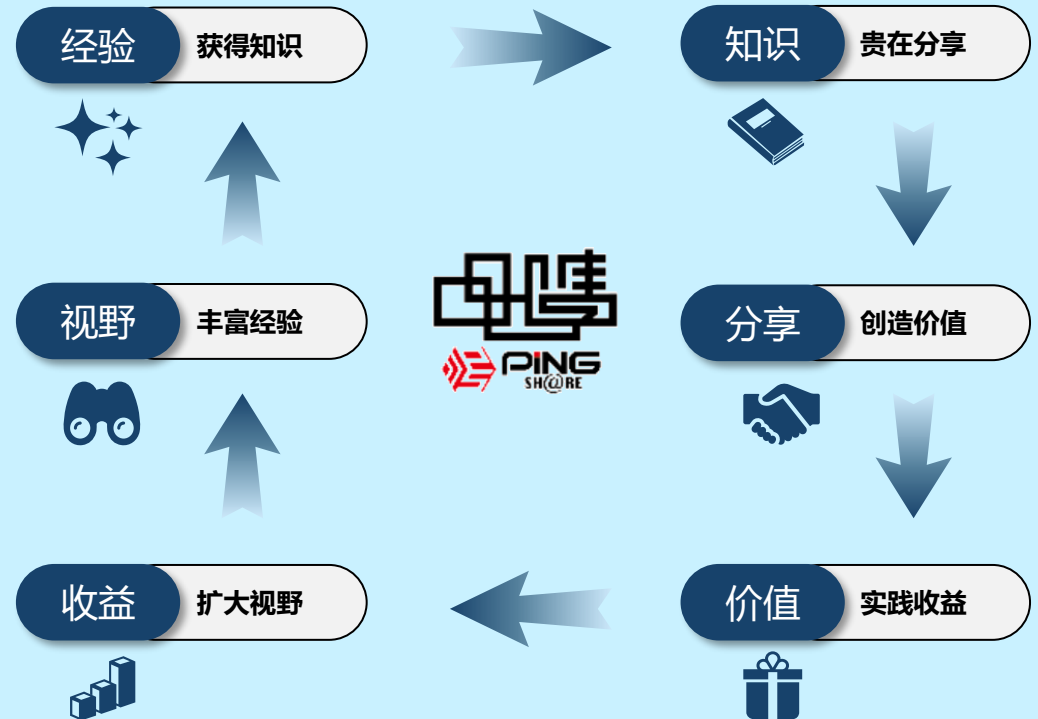 经验 获得知识
知识 贵在分享
视野 丰富经验
分享 创造价值
PING
SH@RE
收益 扩大视野
价值 实践收益